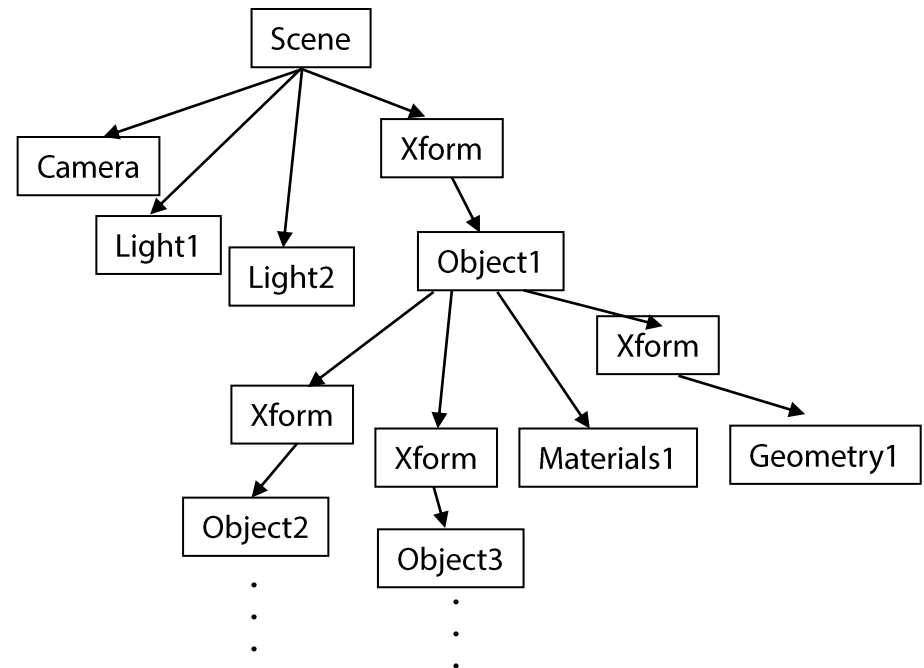 Scene
Camera
Xform
Light1
Light2
Object1
Xform
Xform
Xform
Materials1
Geometry1
Object2
Object3